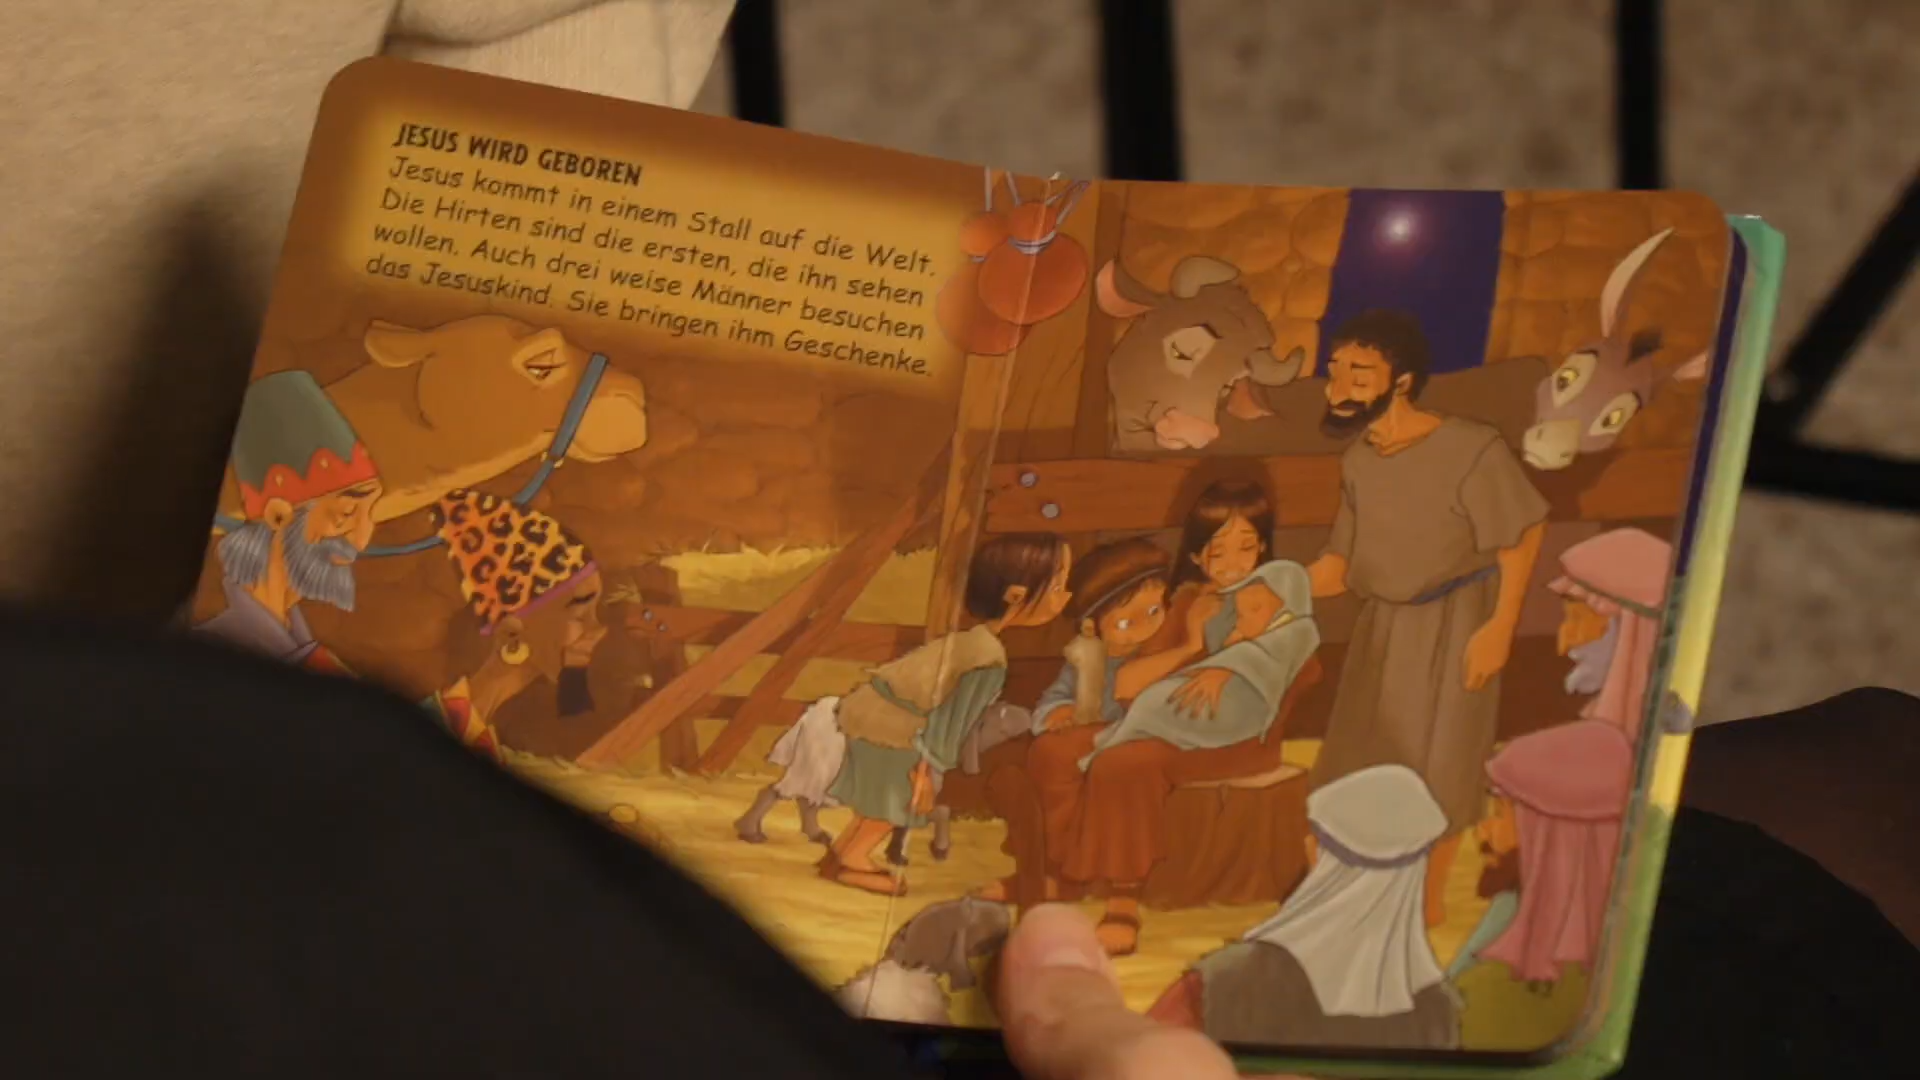 JESUS WIRD GEBOREN
Jesus kommt in einem Stall auf die Welt.
Die Hirten sind die ersten, die ihn sehen
wollen. Auch drei weise Männer besuchen
das Jesuskind. Sie bringen ihm Geschenke.